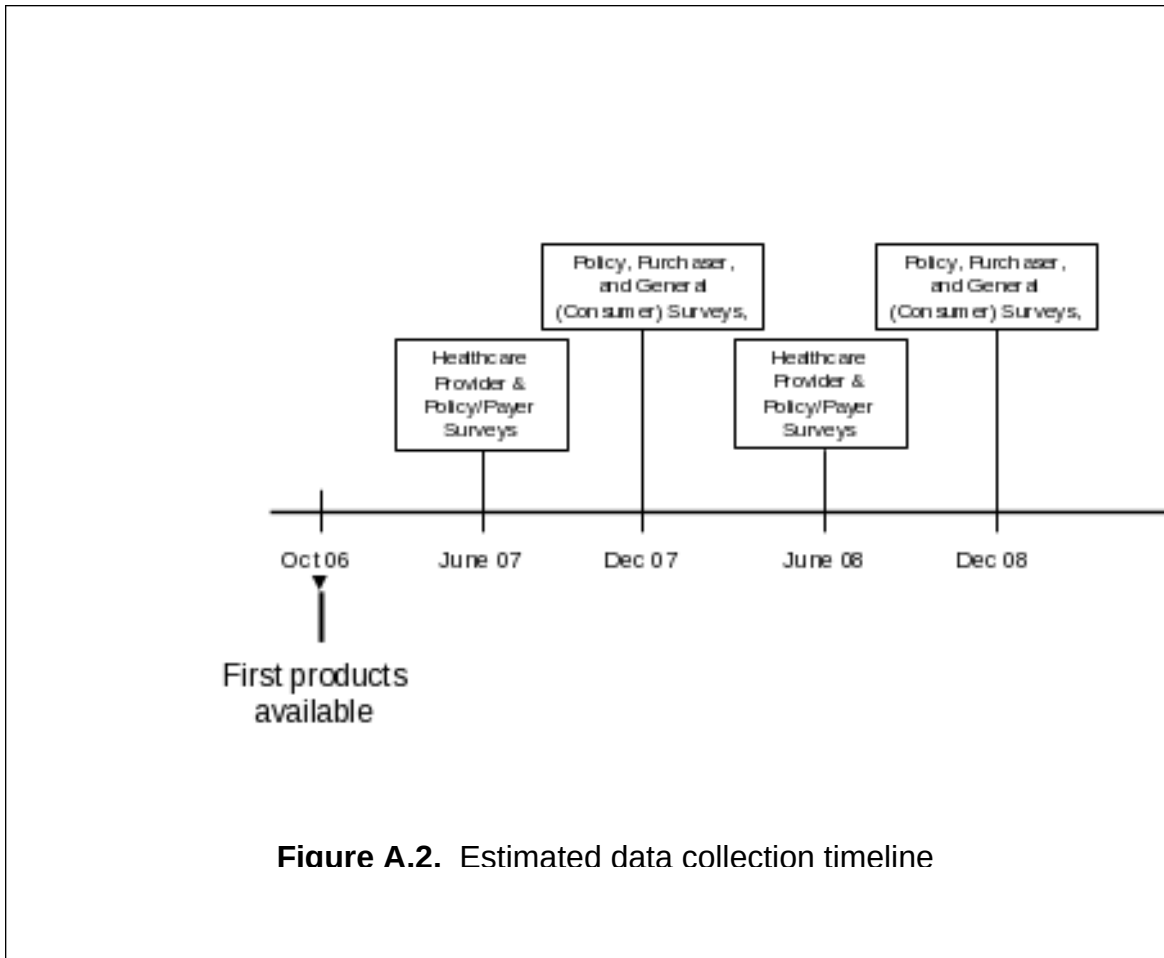 Policy, Purchaser,
and General
(Consumer) Surveys,
Policy, Purchaser,
and General
(Consumer) Surveys,
Healthcare
Provider &
Policy/Payer
Surveys
Healthcare
Provider &
Policy/Payer
Surveys
Oct 06
June 07
Dec 07
June 08
Dec 08
First products
available
Figure A.2. Estimated data collection timeline